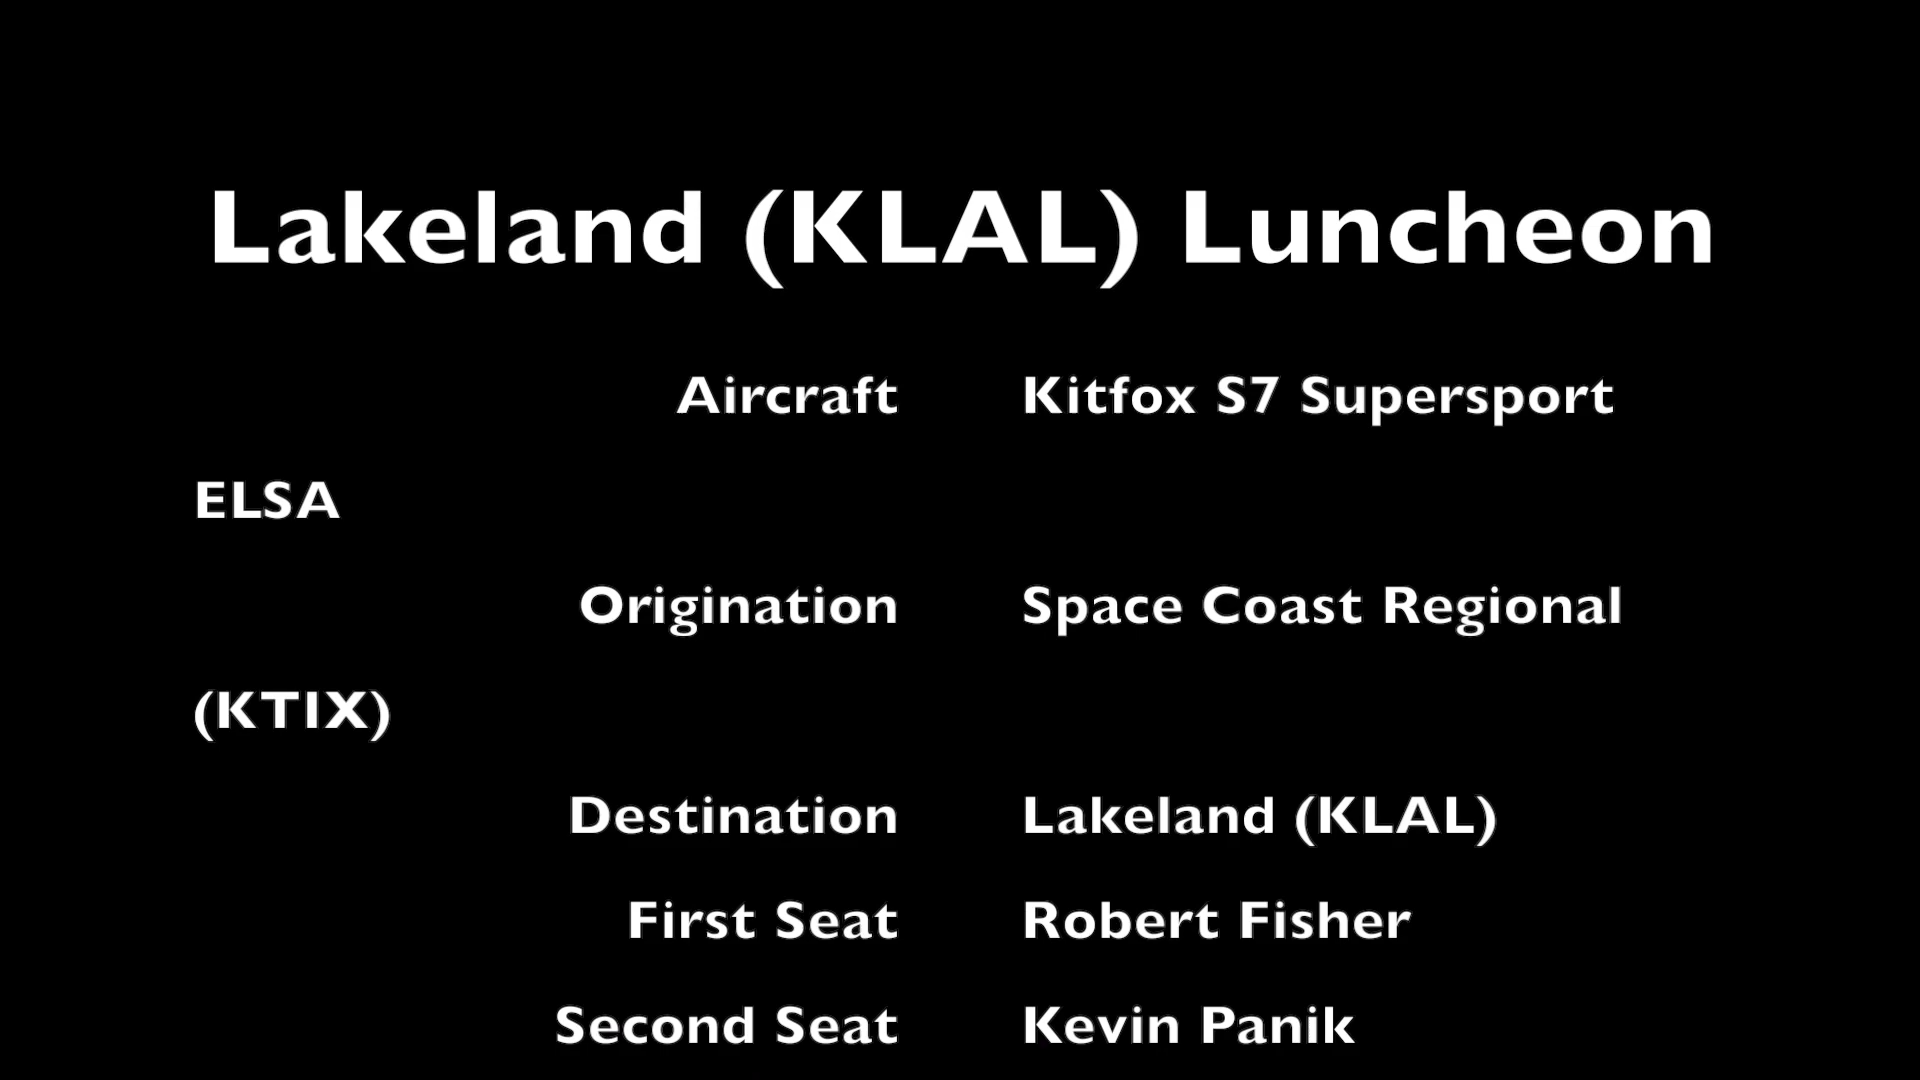 Lakeland (KLAL) Luncheon
Aircraft Kitfox S7 Supersport
ELSA
Origination Space Coast Regional
(KTIX)
Destination Lakeland (KLAL)
First Seat Robert Fisher
Second Seat Kevin Panik